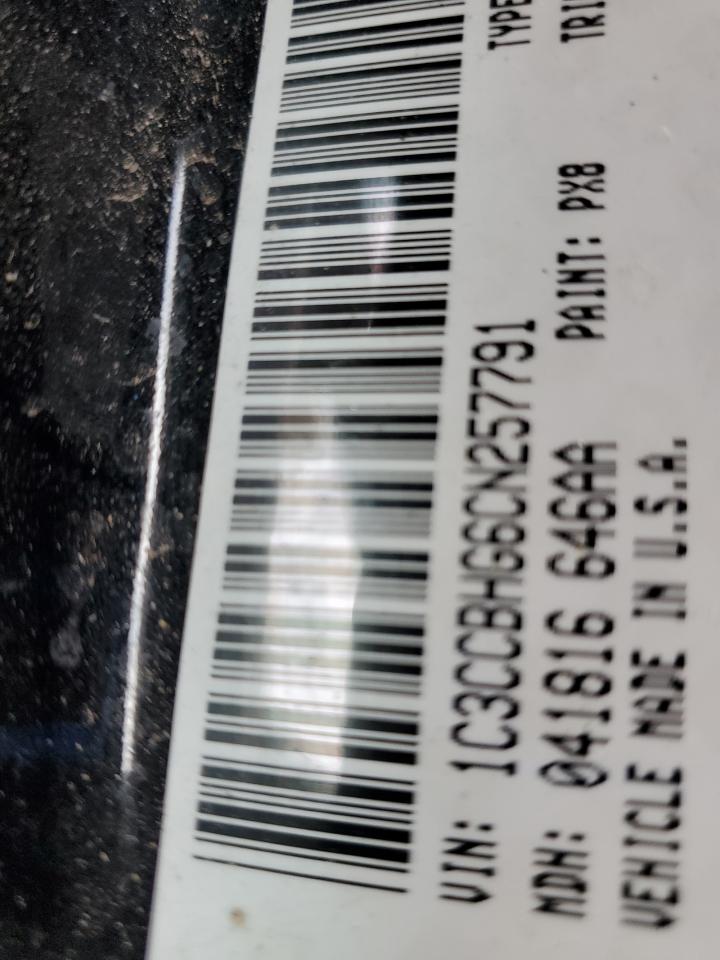 VIN: 1C3CCBHG6CN257791 TYPE
MDH: 041816 646AA PAINT: PX8 TRI
VEHICLE MADE IN U.S.A.